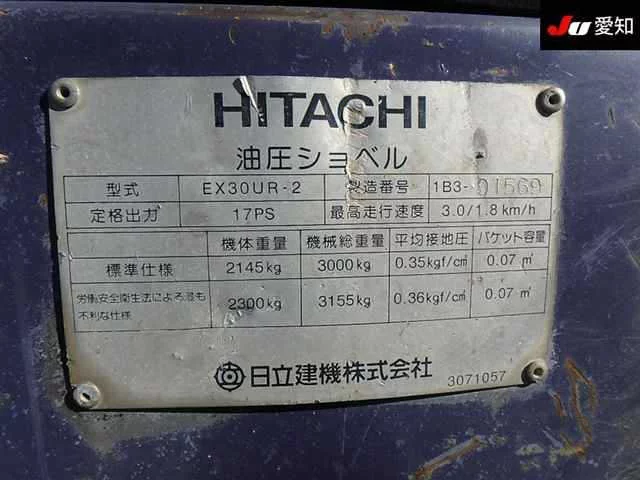 JU 愛知
HITACHI
油圧ショベル
型式 EX30UR-2 製造番号 1B3-01569
定格出力 17PS 最高走行速度 3.0/1.8km/h
機体重量 機械総重量 平均接地圧 バケット容量
標準仕様 2145kg 3000kg 0.35kgf/c㎡ 0.07 ㎥
労働安全衛生法による最も
不利な仕様 2300kg 3155kg 0.36kgf/c㎡ 0.07 ㎥
日立建機株式会社 3071057